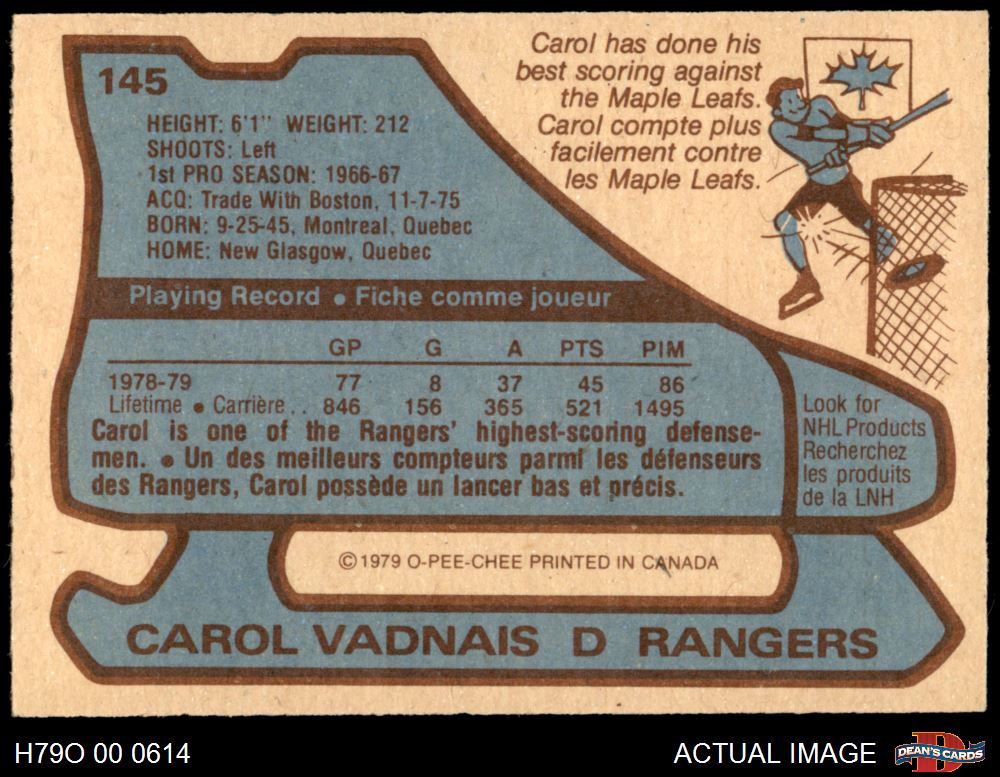 145
HEIGHT: 6'1" WEIGHT: 212
SHOOTS: Left
1st PRO SEASON: 1966-67
ACQ: Trade With Boston, 11-7-75
BORN: 9-25-45, Montreal, Quebec
HOME: New Glasgow, Quebec
Carol has done his
best scoring against
the Maple Leafs.
Carol compte plus
facilement contre
les Maple Leafs.
Playing Record • Fiche comme joueur
GP G A PTS PIM
1978-79 77 8 37 45 86
Lifetime • Carrière .. 846 156 365 521 1495
Carol is one of the Rangers' highest-scoring defense-
men. • Un des meilleurs compteurs parmi les défenseurs
des Rangers, Carol possède un lancer bas et précis.
Look for
NHL Products
Recherchez
les produits
de la LNH
© 1979 O-PEE-CHEE PRINTED IN CANADA
CAROL VADNAIS D RANGERS
H79O 00 0614
ACTUAL IMAGE
D
DEAN'S CARDS